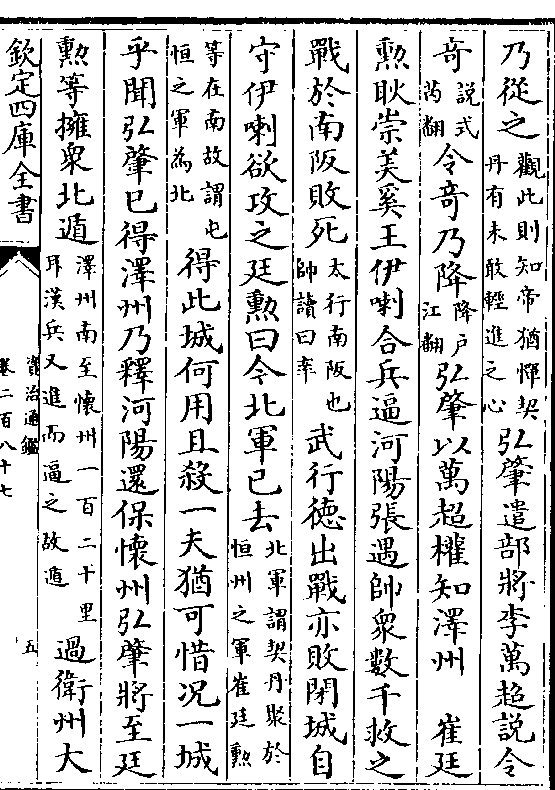 乃從之觀此則知帝猶憚契丹有未敢輕進之心弘肇遣部將李萬超説令
竒説式芮翻令竒乃降降戶江翻弘肇以萬超權知澤州 崔廷
勲耿崇美奚王伊喇合兵逼河陽張遇帥衆數千救之
戰於南阪敗死太行南阪也帥讀曰率武行德出戰亦敗閉城自
守伊喇欲攻之廷勲曰今北軍已去北軍謂契丹聚於恒州之軍崔廷勲
等在南故謂屯恒之軍為北得此城何用且殺一夫猶可惜况一城
乎聞弘肇已得澤州乃釋河陽還保懷州弘肇將至廷
勲等擁衆北遁澤州南至懷州一百二十里耳漢兵又進而逼之故遁過衛州大
欽定四庫全書
資治通鑑
卷二百八十七
五